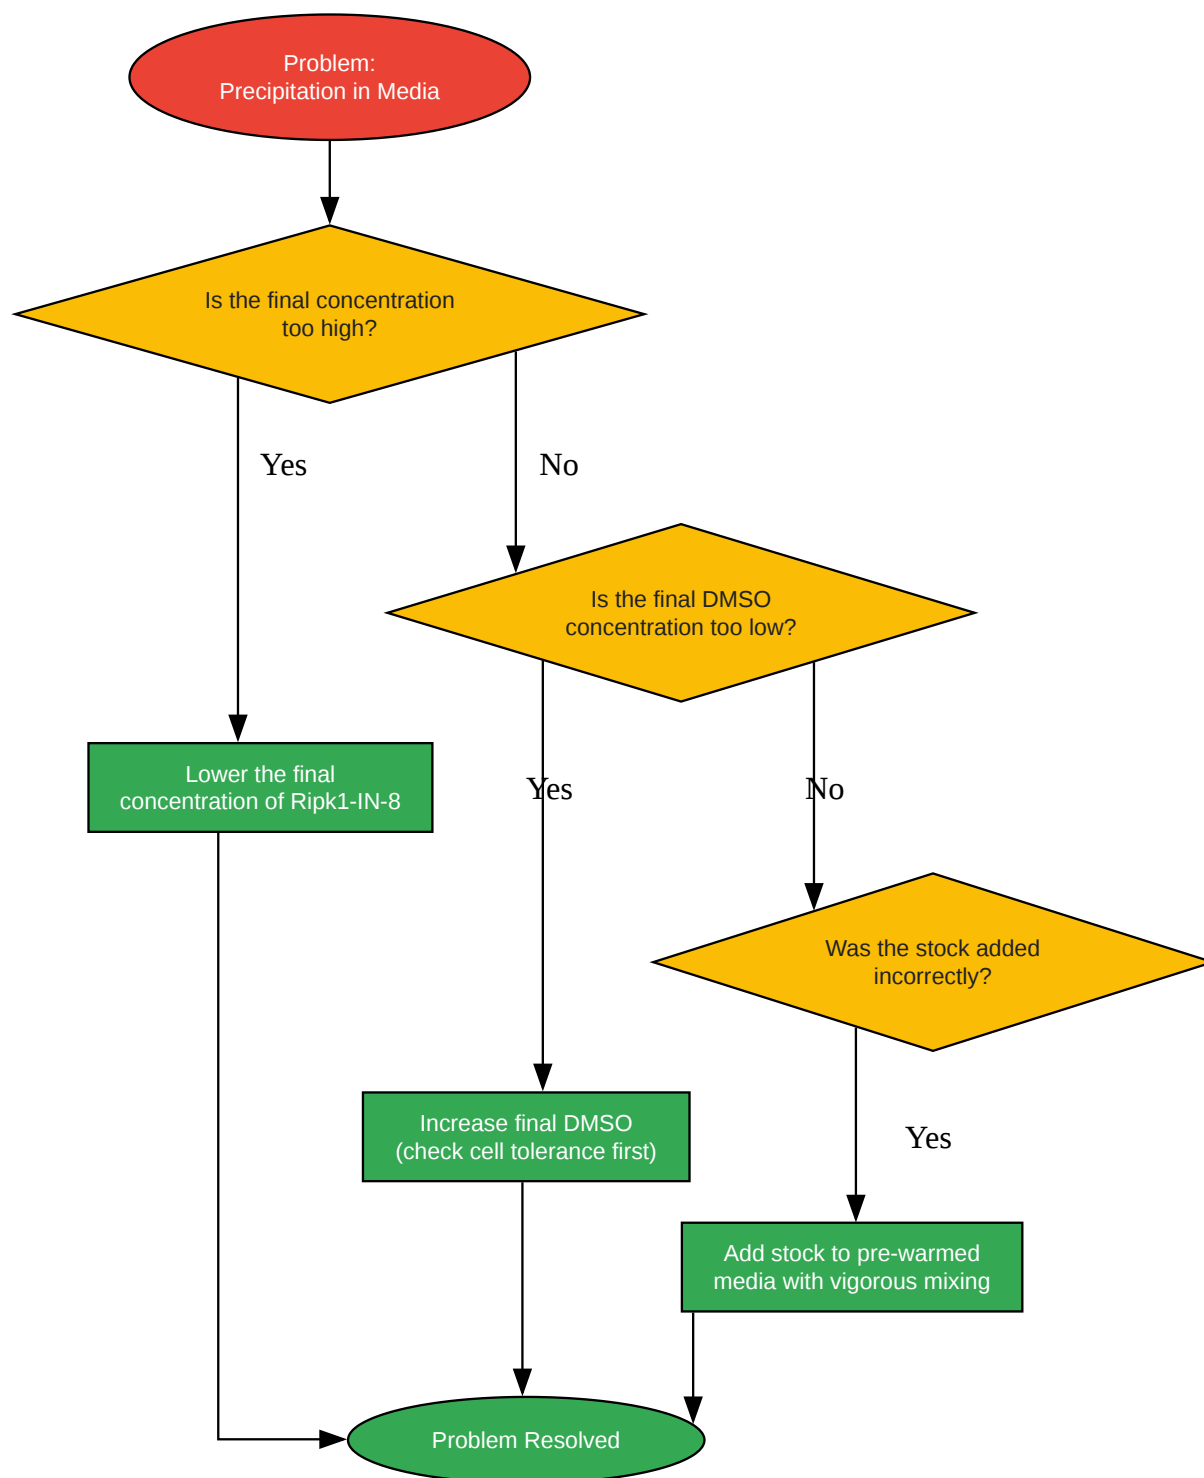 Problem:
Precipitation in Media
Is the final concentration
too high?
Yes
No
Is the final DMSO
concentration too low?
Lower the final
concentration of Ripk1-IN-8
Yes
No
Was the stock added
incorrectly?
Increase final DMSO
(check cell tolerance first)
Yes
Add stock to pre-warmed
media with vigorous mixing
Problem Resolved